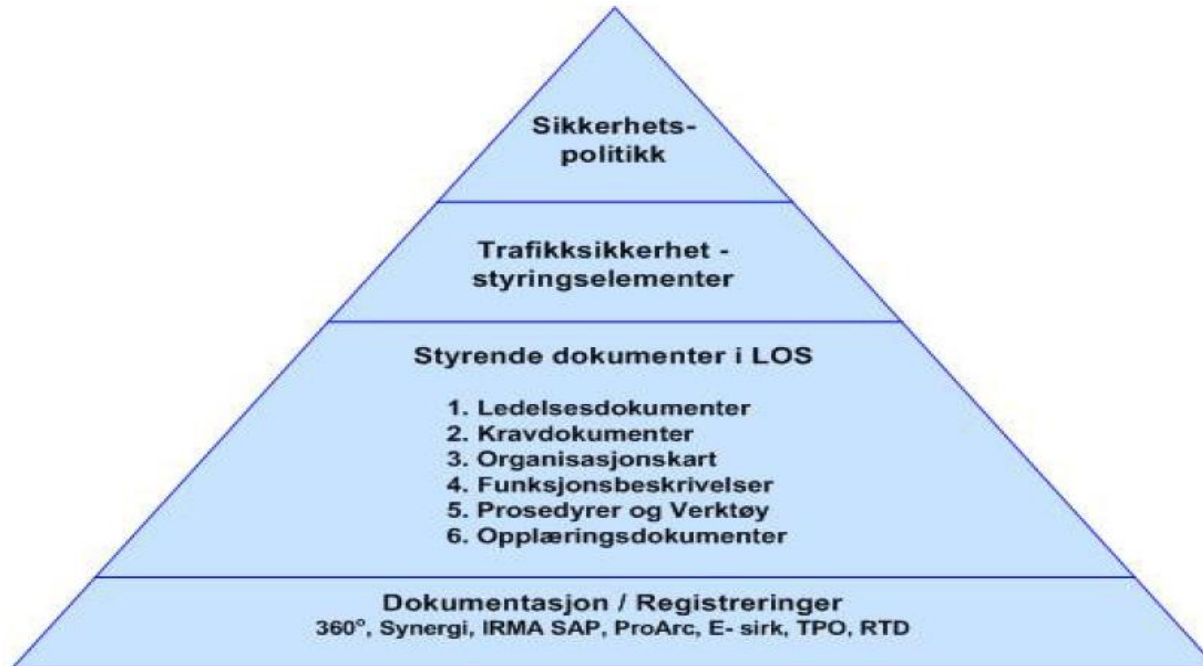 Sikkerhets-
politikk
Trafikksikkerhet -
styringselementer
Styrende dokumenter i LOS
1. Ledelsesdokumenter
2. Kravdokumenter
3. Organisasjonskart
4. Funksjonsbeskrivelser
5. Prosedyrer og Verktøy
6. Opplæringsdokumenter
Dokumentasjon / Registreringer
360°, Synergi, IRMA SAP, ProArc, E- sirk, TPO, RTD